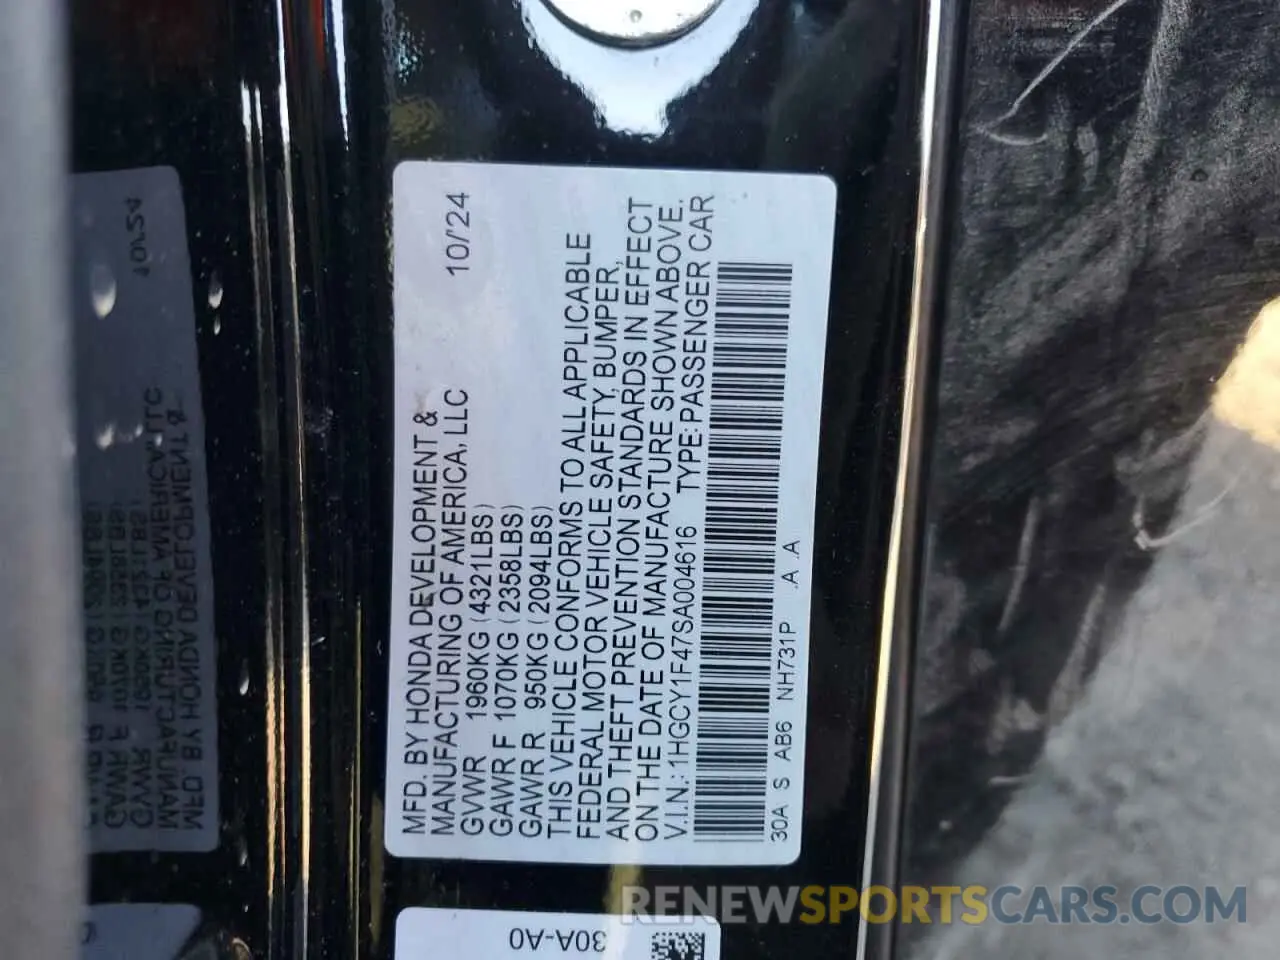 MFD. BY HONDA DEVELOPMENT &
MANUFACTURING OF AMERICA, LLC 10/'24
GVWR 1960KG (4321LBS)
GAWR F 1070KG (2358LBS)
GAWR R 950KG (2094LBS)
THIS VEHICLE CONFORMS TO ALL APPLICABLE
FEDERAL MOTOR VEHICLE SAFETY, BUMPER,
AND THEFT PREVENTION STANDARDS IN EFFECT
ON THE DATE OF MANUFACTURE SHOWN ABOVE.
V.I.N.: 1HGCY1F47SA004616 TYPE: PASSENGER CAR
30A S AB6 NH731P .A .A
30A-A0
RENEWSPORTSCARS.COM